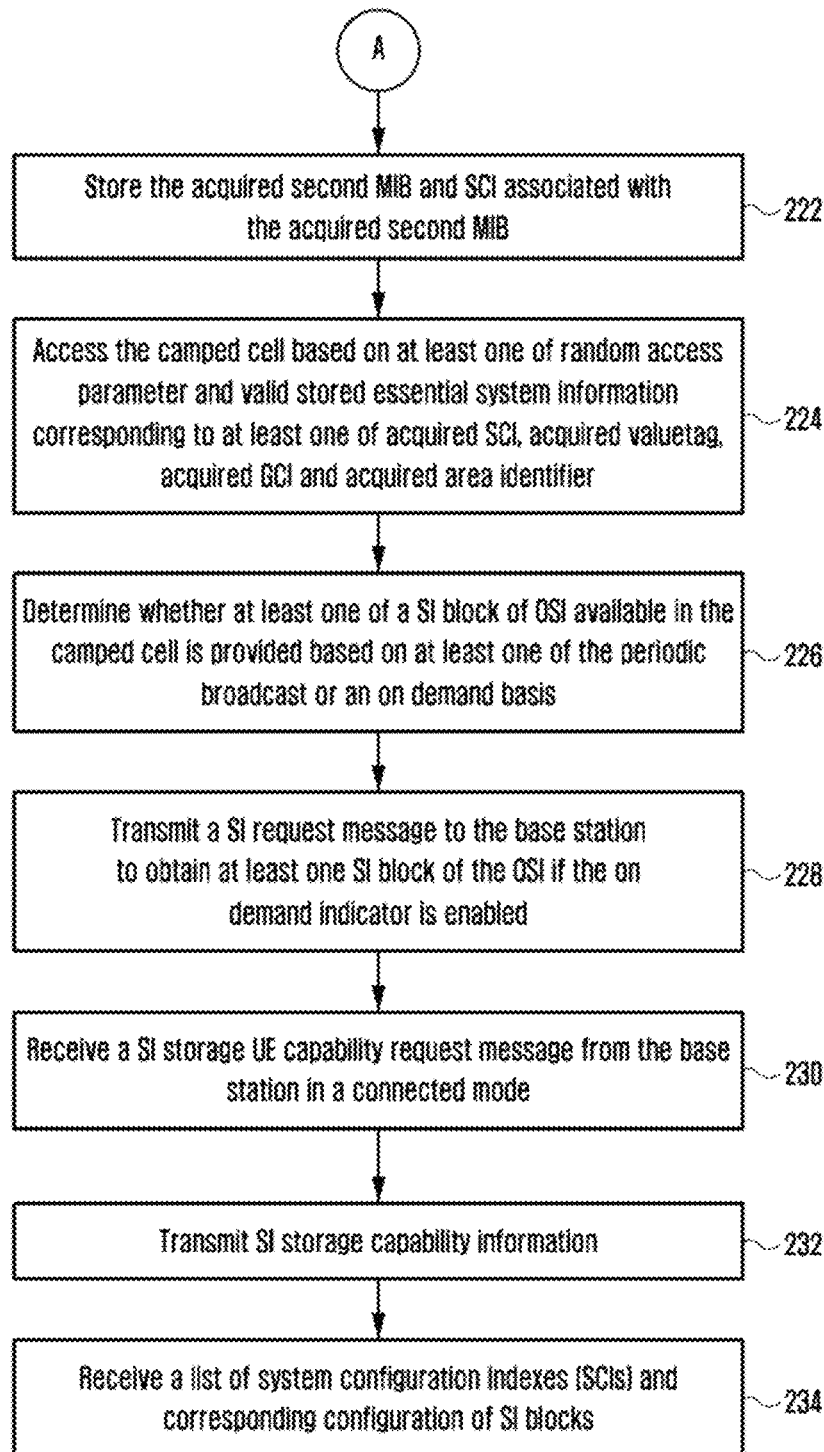 A
Store the acquired second MIB and SCI associated with
the acquired second MIB
222
Access the camped cell based on at least one of random access
parameter and valid stored essential system information
corresponding to at least one of acquired SCI, acquired valuetag,
acquired GCI and acquired area identifier
224
Determine whether at least one of a SI block of OSI available in the
camped cell is provided based on at least one of the periodic
broadcast or an on demand basis
226
Transmit a SI request message to the base station
to obtain at least one SI block of the OSI if the on
demand indicator is enabled
228
Receive a SI storage UE capability request message from the base
station in a connected mode
230
Transmit SI storage capability information
232
Receive a list of system configuration indexes (SCIs) and
corresponding configuration of SI blocks
234